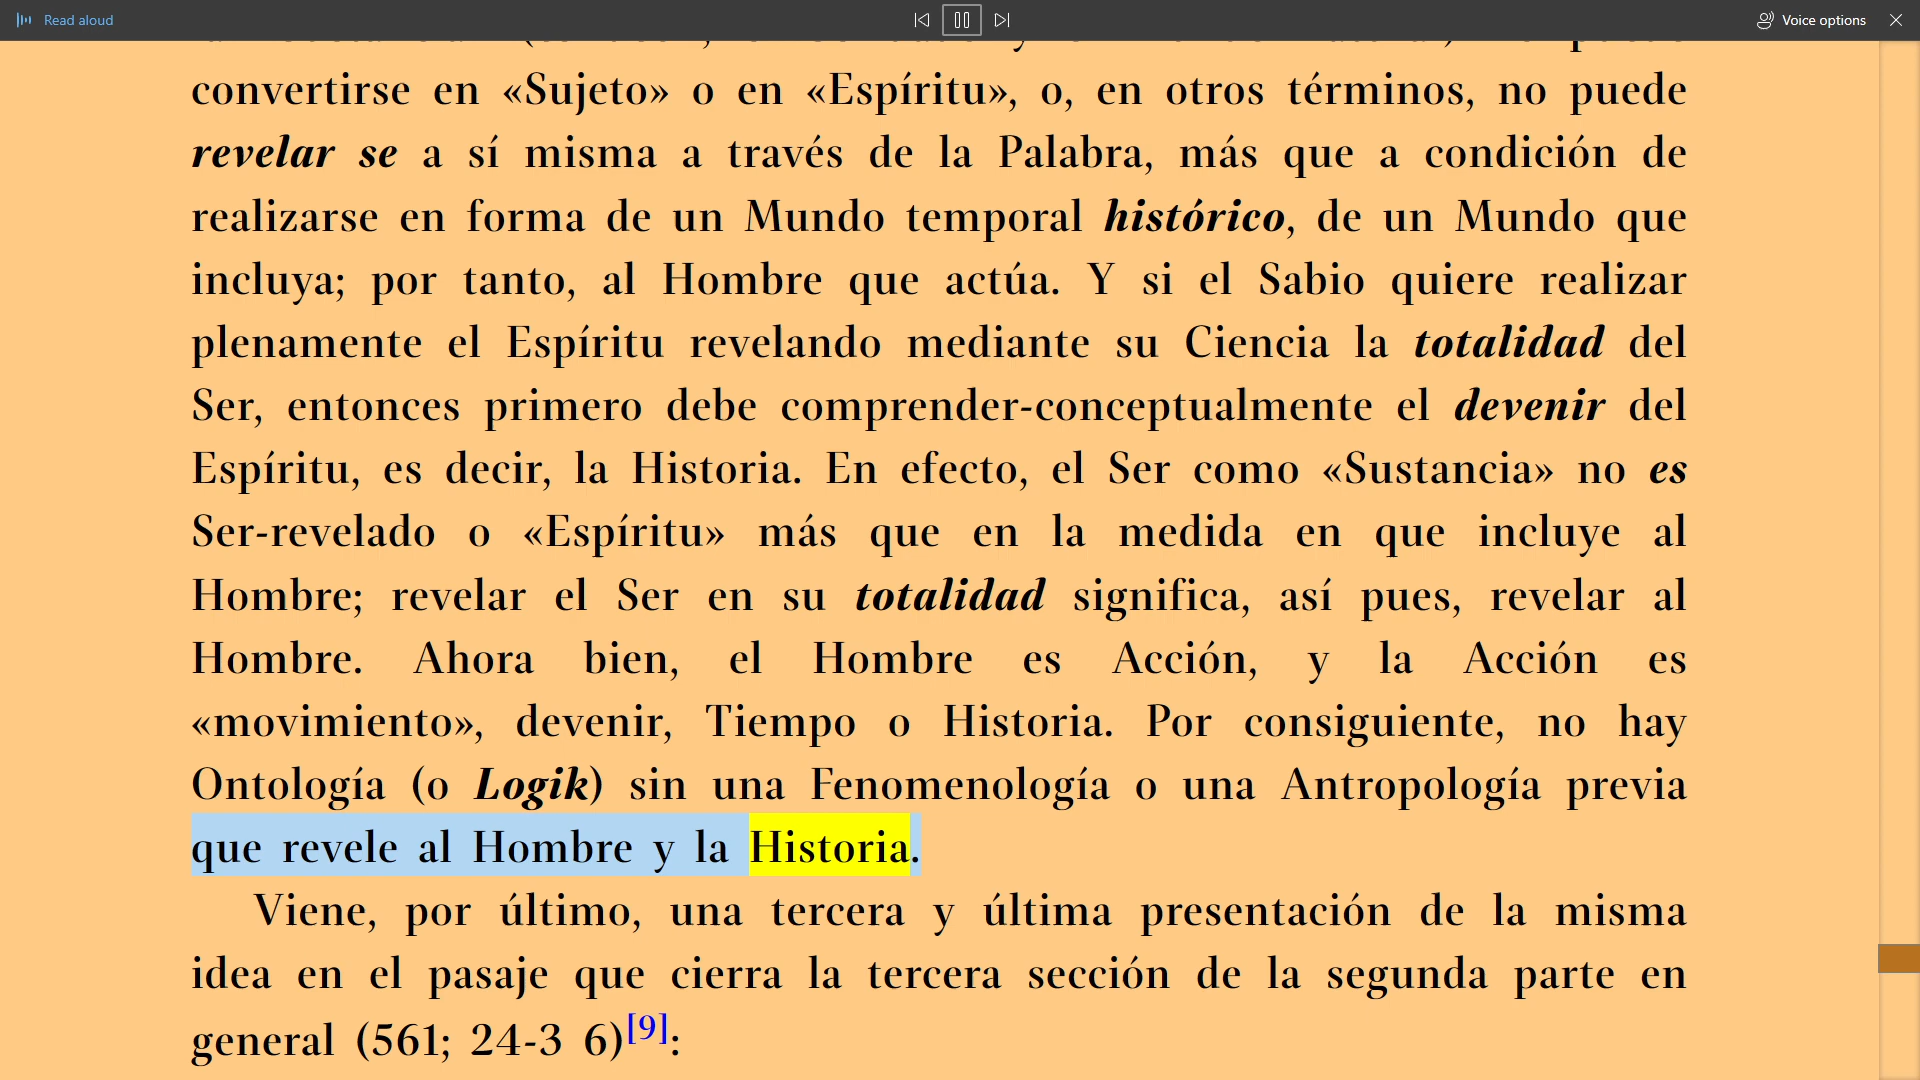 Read aloud
Voice options
convertirse en «Sujeto» o en «Espíritu», o, en otros términos, no puede
revelar se a sí misma a través de la Palabra, más que a condición de
realizarse en forma de un Mundo temporal histórico, de un Mundo que
incluya; por tanto, al Hombre que actúa. Y si el Sabio quiere realizar
plenamente el Espíritu revelando mediante su Ciencia la totalidad del
Ser, entonces primero debe comprender-conceptualmente el devenir del
Espíritu, es decir, la Historia. En efecto, el Ser como «Sustancia» no es
Ser-revelado o «Espíritu» más que en la medida en que incluye al
Hombre; revelar el Ser en su totalidad significa, así pues, revelar al
Hombre. Ahora bien, el Hombre es Acción, y la Acción es
«movimiento», devenir, Tiempo o Historia. Por consiguiente, no hay
Ontología (o Logik) sin una Fenomenología o una Antropología previa
que revele al Hombre y la Historia.
Viene, por último, una tercera y última presentación de la misma
idea en el pasaje que cierra la tercera sección de la segunda parte en
general (561; 24-3 6)[9]: